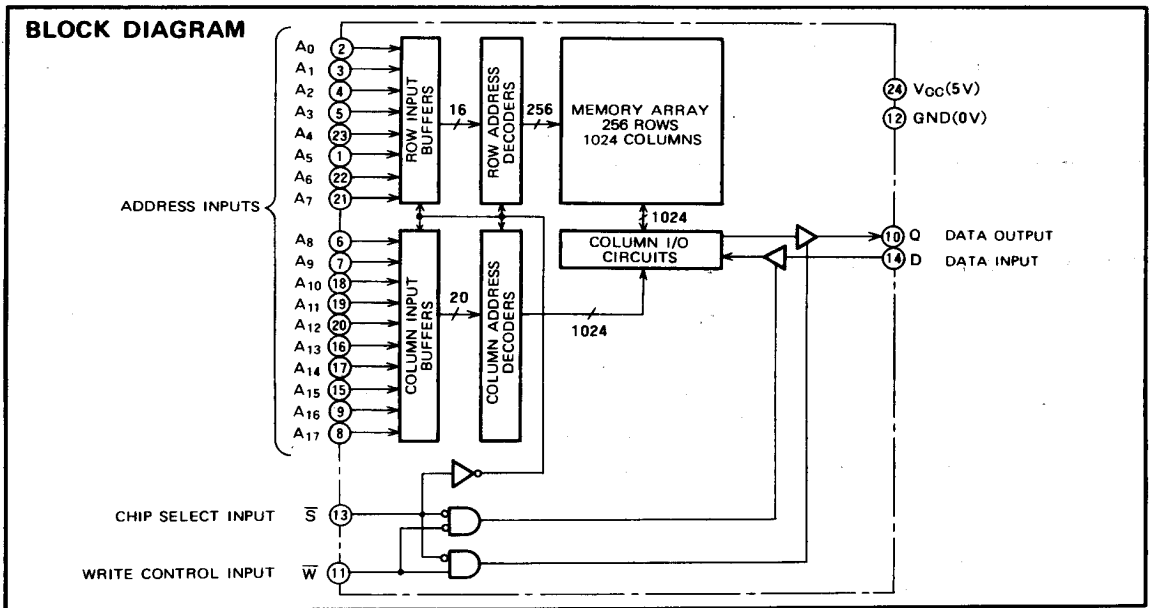 BLOCK DIAGRAM
ADDRESS INPUTS
A0 2
A1 3
A2 4
A3 5
A4 23
A5 1
A6 22
A7 21
A8 6
A9 7
A10 18
A11 19
A12 20
A13 16
A14 17
A15 15
A16 9
A17 8
ROW INPUT
BUFFERS
16
ROW ADDRESS
DECODERS
256
MEMORY ARRAY
256 ROWS
1024 COLUMNS
1024
COLUMN I/O
CIRCUITS
COLUMN INPUT
BUFFERS
20
COLUMN ADDRESS
DECODERS
1024
24 VCC(5V)
12 GND(0V)
10 Q DATA OUTPUT
14 D DATA INPUT
CHIP SELECT INPUT S̅ 13
WRITE CONTROL INPUT W̅ 11